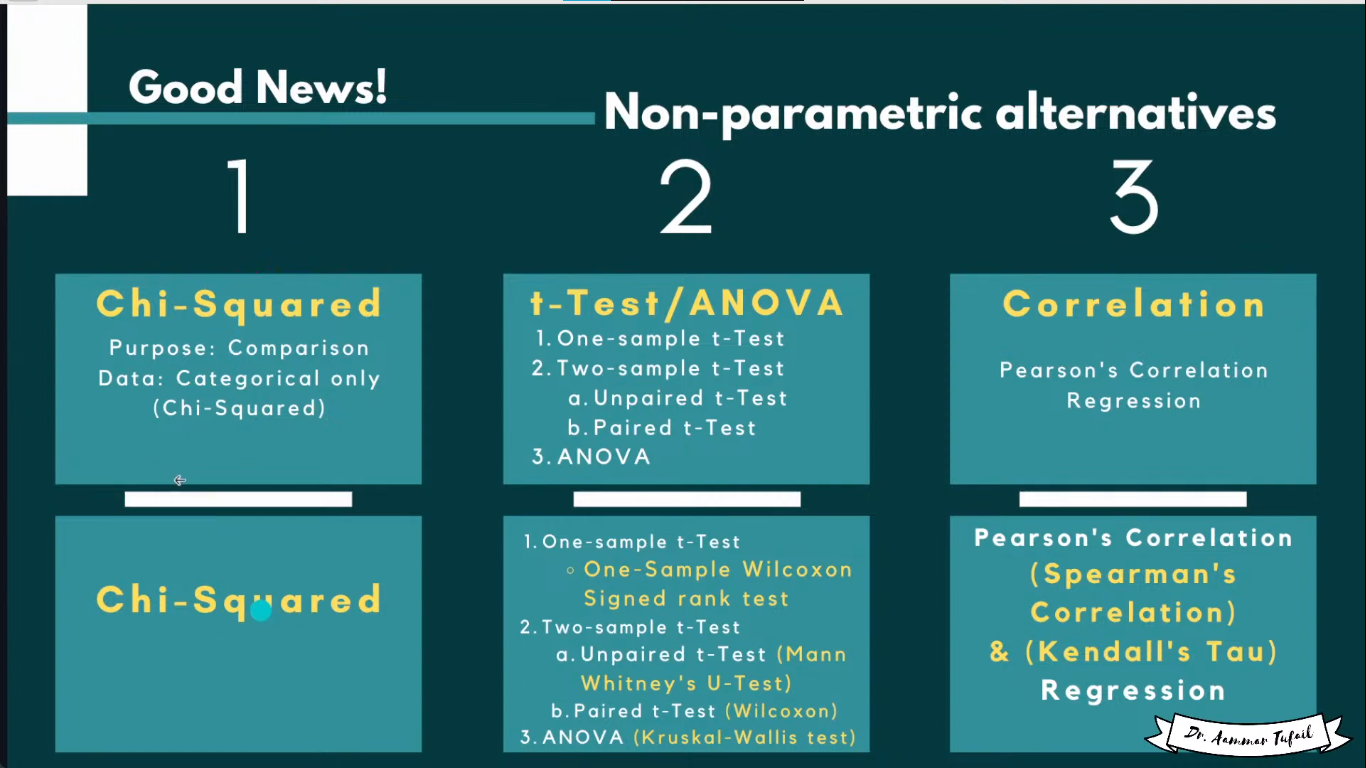 Good News!
Non-parametric alternatives
1
2
3
Chi-Squared
Purpose: Comparison
Data: Categorical only
(Chi-Squared)
t-Test/ANOVA
1. One-sample t-Test
2. Two-sample t-Test
a. Unpaired t-Test
b. Paired t-Test
3. ANOVA
Correlation
Pearson's Correlation
Regression
Chi-Squared
1. One-sample t-Test
◦ One-Sample Wilcoxon
Signed rank test
2. Two-sample t-Test
a. Unpaired t-Test (Mann
Whitney's U-Test)
b. Paired t-Test (Wilcoxon)
3. ANOVA (Kruskal-Wallis test)
Pearson's Correlation
(Spearman's
Correlation)
& (Kendall's Tau)
Regression
Dr. Aammar Tufail